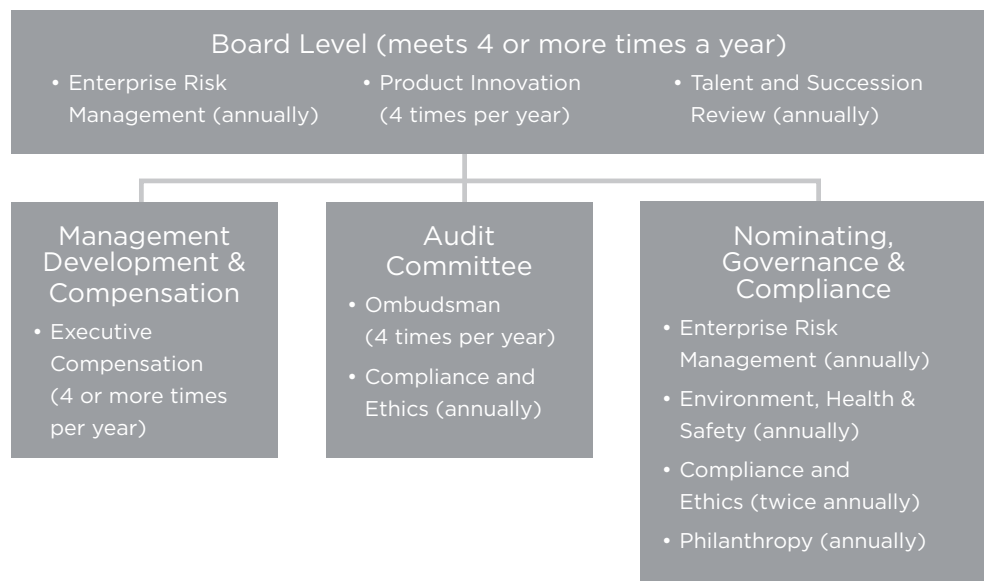 Board Level (meets 4 or more times a year)
• Enterprise Risk
Management (annually)
• Product Innovation
(4 times per year)
• Talent and Succession
Review (annually)
Management
Development &
Compensation
• Executive
Compensation
(4 or more times
per year)
Audit
Committee
• Ombudsman
(4 times per year)
• Compliance and
Ethics (annually)
Nominating,
Governance &
Compliance
• Enterprise Risk
Management (annually)
• Environment, Health &
Safety (annually)
• Compliance and
Ethics (twice annually)
• Philanthropy (annually)